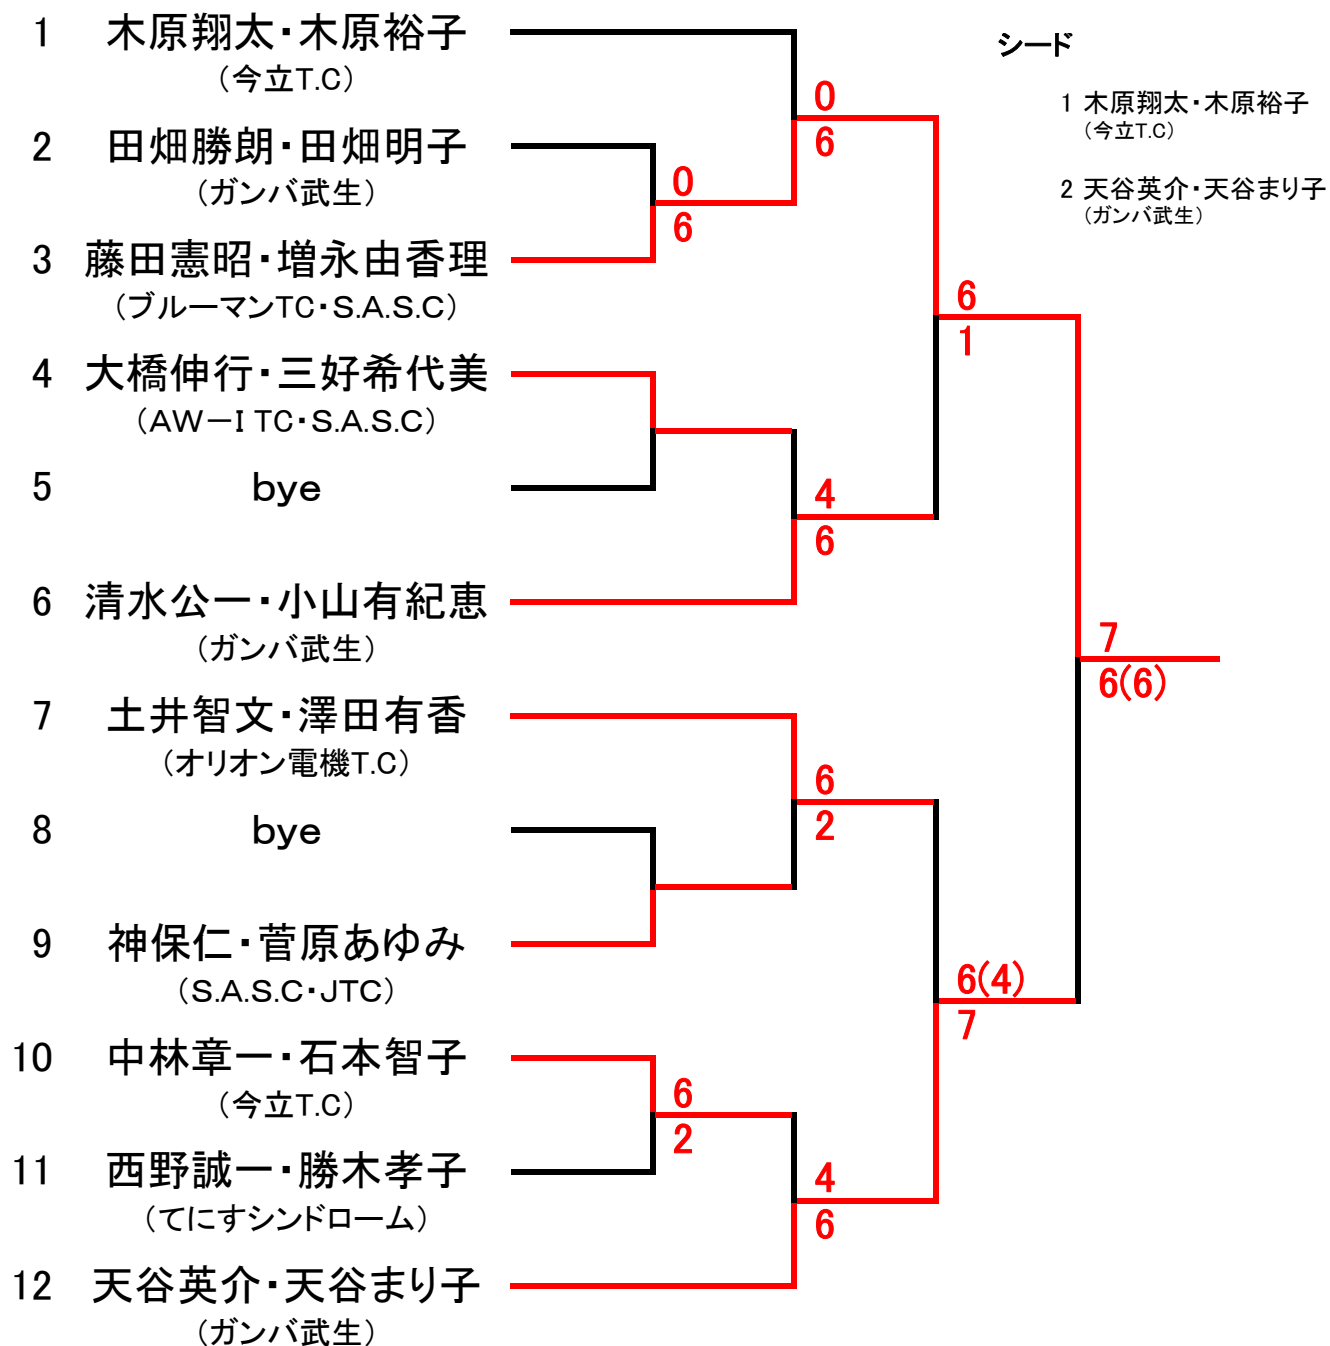 1 木原翔太・木原裕子
（今立T.C）
2 田畑勝朗・田畑明子
（ガンバ武生）
3 藤田憲昭・増永由香理
（ブルーマンTC・S.A.S.C）
4 大橋伸行・三好希代美
（AW－I TC・S.A.S.C）
5 bye
6 清水公一・小山有紀恵
（ガンバ武生）
7 土井智文・澤田有香
（オリオン電機T.C）
8 bye
9 神保仁・菅原あゆみ
（S.A.S.C・JTC）
10 中林章一・石本智子
（今立T.C）
11 西野誠一・勝木孝子
（てにすシンドローム）
12 天谷英介・天谷まり子
（ガンバ武生）
0
6
6
2
0
6
4
6
6
2
4
6
6
1
6(4)
7
7
6(6)
シード
1 木原翔太・木原裕子
（今立T.C）
2 天谷英介・天谷まり子
（ガンバ武生）